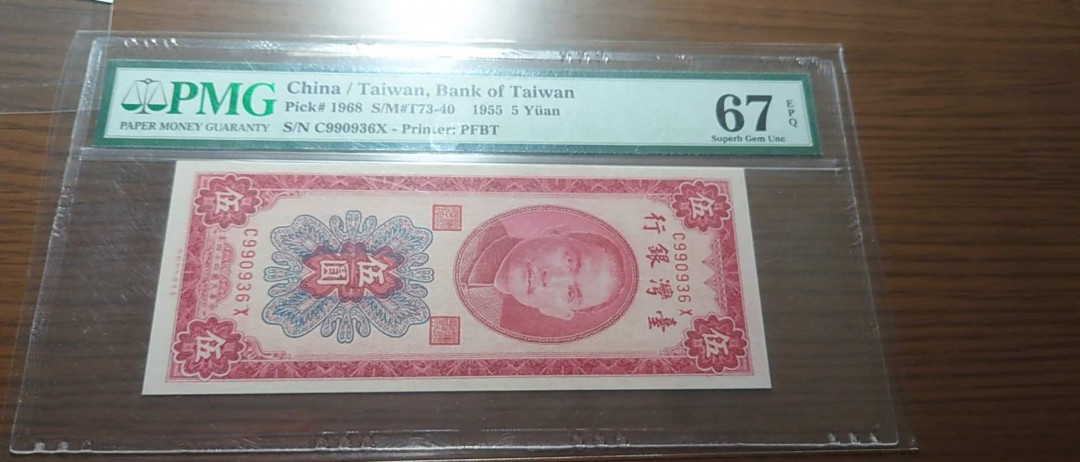 PMG
PAPER MONEY GUARANTY
China / Taiwan, Bank of Taiwan
Pick# 1968 S/M#T73-40 1955 5 Yüan
S/N C990936X - Printer: PFBT
67 EPQ
Superb Gem Unc
臺灣銀行
C990936X
伍圓
C990936X
伍
伍
伍
伍